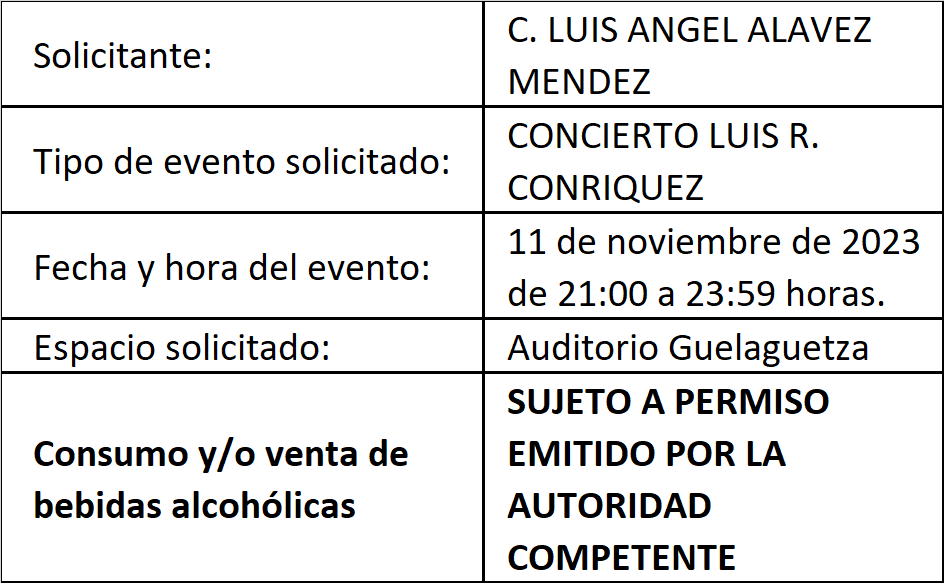 Solicitante:
C. LUIS ANGEL ALAVEZ
MENDEZ
Tipo de evento solicitado:
CONCIERTO LUIS R.
CONRIQUEZ
Fecha y hora del evento:
11 de noviembre de 2023
de 21:00 a 23:59 horas.
Espacio solicitado:
Auditorio Guelaguetza
Consumo y/o venta de
bebidas alcohólicas
SUJETO A PERMISO
EMITIDO POR LA
AUTORIDAD
COMPETENTE